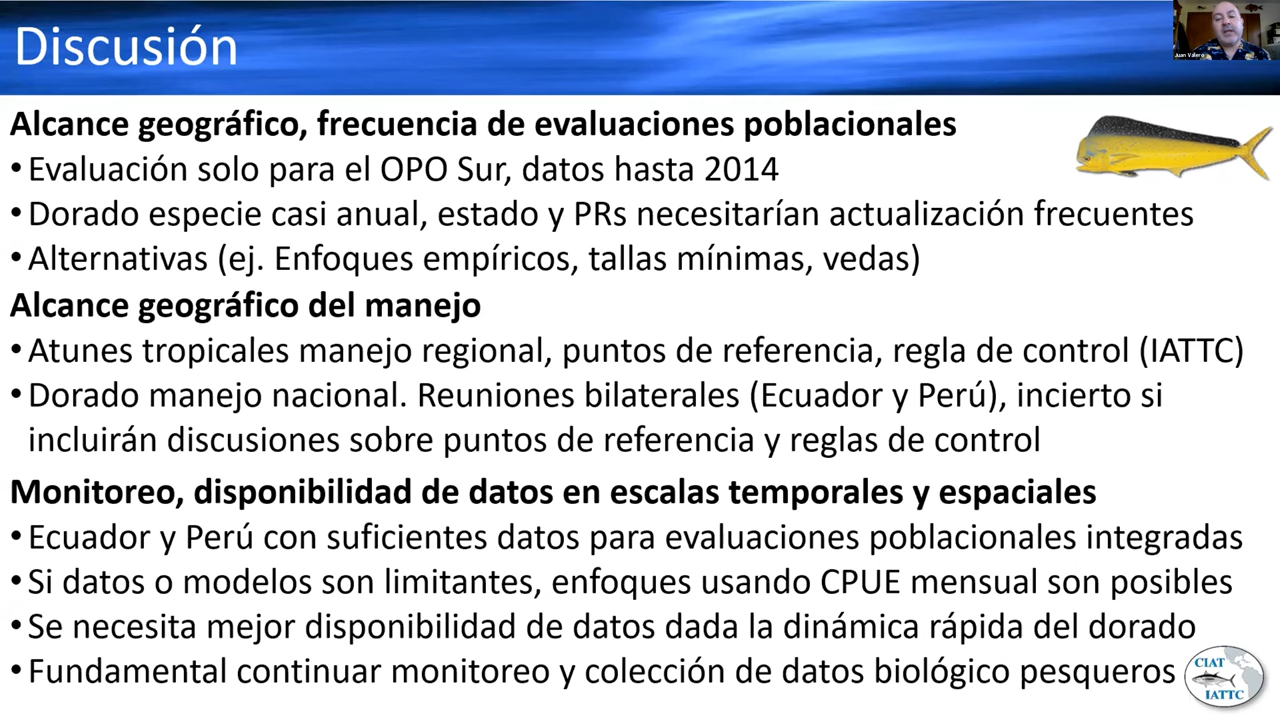 Discusión
Juan Valero
Alcance geográfico, frecuencia de evaluaciones poblacionales
• Evaluación solo para el OPO Sur, datos hasta 2014
• Dorado especie casi anual, estado y PRs necesitarían actualización frecuentes
• Alternativas (ej. Enfoques empíricos, tallas mínimas, vedas)
Alcance geográfico del manejo
• Atunes tropicales manejo regional, puntos de referencia, regla de control (IATTC)
• Dorado manejo nacional. Reuniones bilaterales (Ecuador y Perú), incierto si
incluirán discusiones sobre puntos de referencia y reglas de control
Monitoreo, disponibilidad de datos en escalas temporales y espaciales
• Ecuador y Perú con suficientes datos para evaluaciones poblacionales integradas
• Si datos o modelos son limitantes, enfoques usando CPUE mensual son posibles
• Se necesita mejor disponibilidad de datos dada la dinámica rápida del dorado
• Fundamental continuar monitoreo y colección de datos biológico pesqueros
CIAT
IATTC